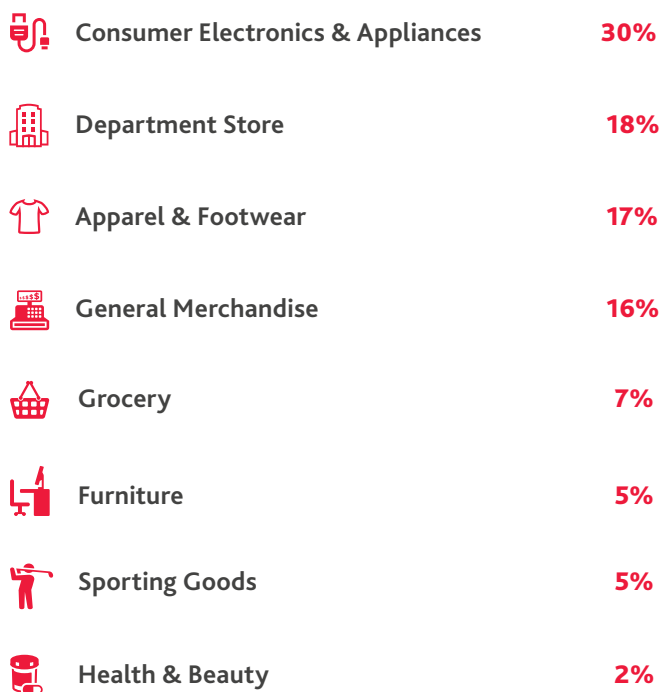 Consumer Electronics & Appliances 30%
Department Store 18%
Apparel & Footwear 17%
General Merchandise 16%
Grocery 7%
Furniture 5%
Sporting Goods 5%
Health & Beauty 2%